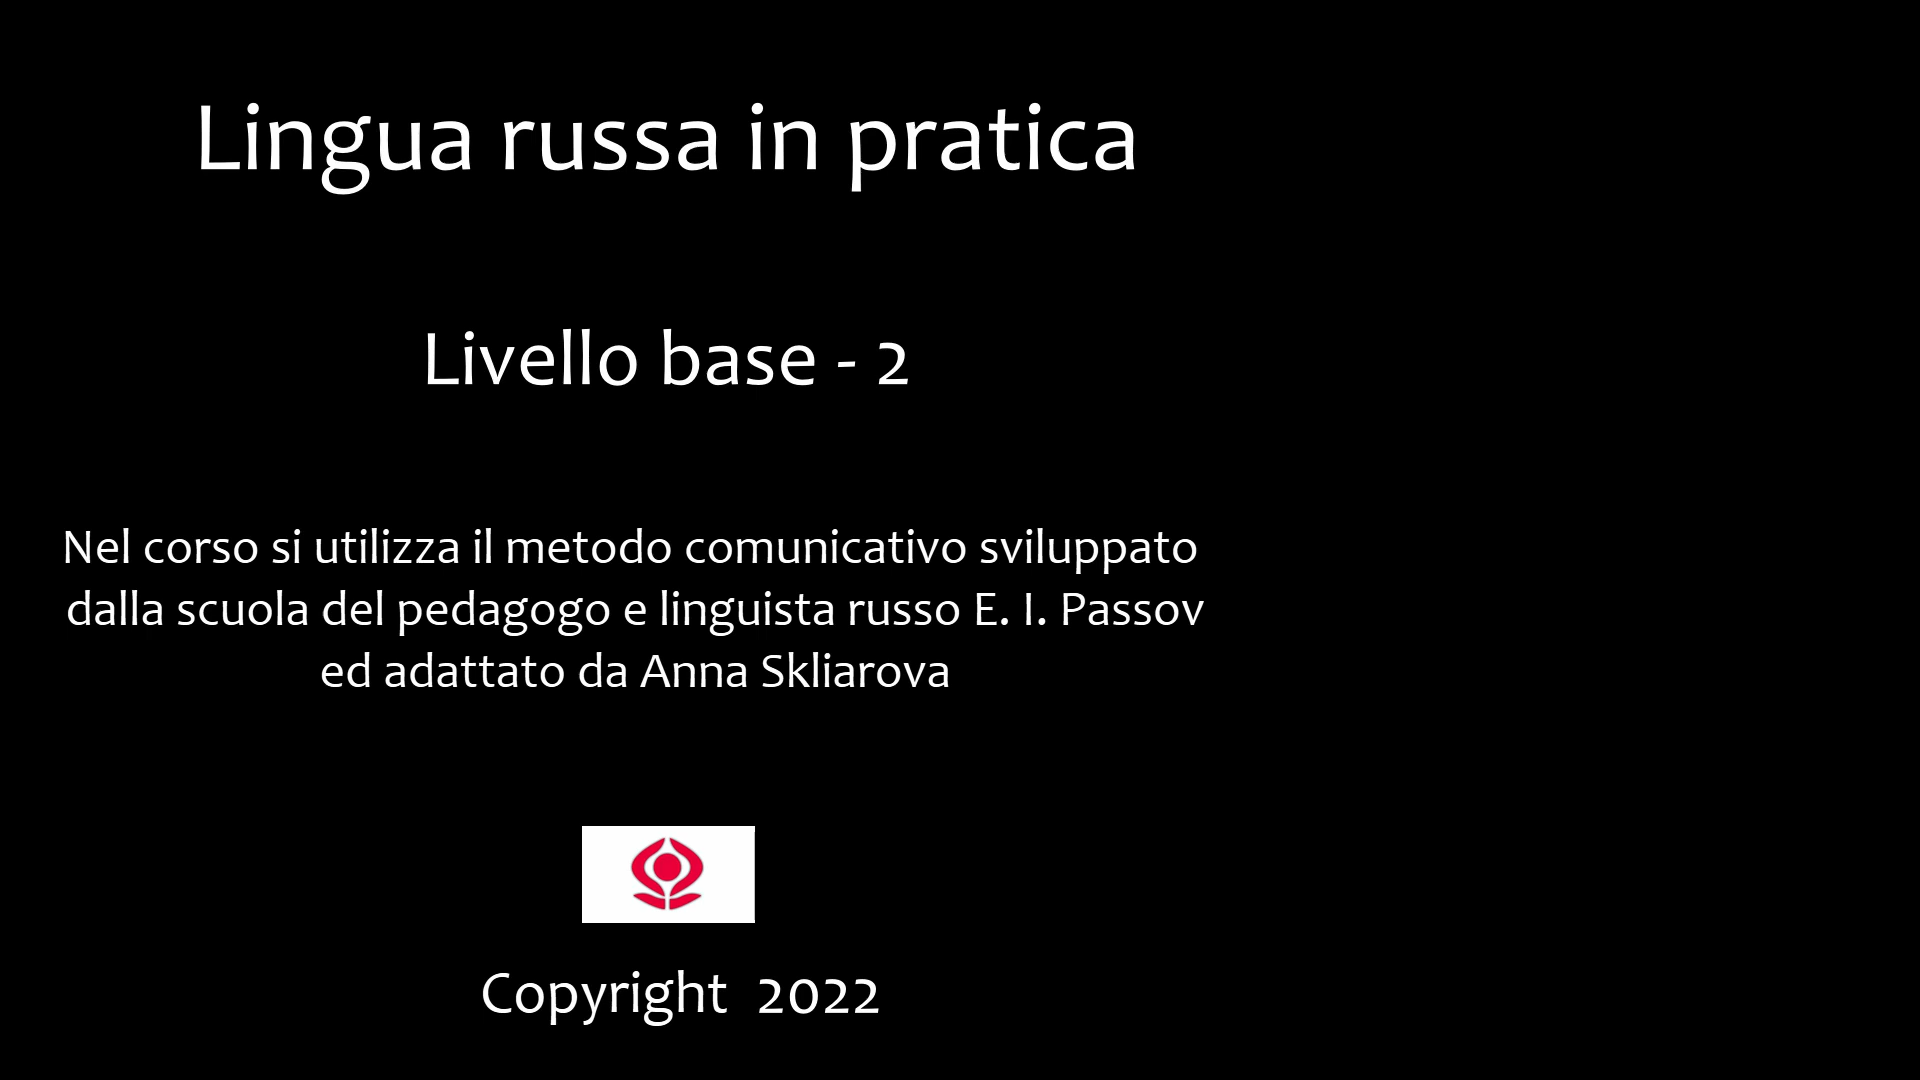 Lingua russa in pratica
Livello base - 2
Nel corso si utilizza il metodo comunicativo sviluppato
dalla scuola del pedagogo e linguista russo E. I. Passov
ed adattato da Anna Skliarova
Copyright 2022